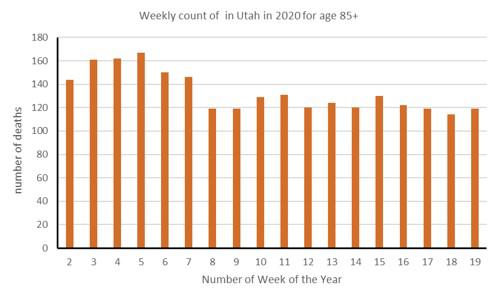 Weekly count of  in Utah in 2020 for age 85+
180
160
140
120
100
80
60
40
20
0
number of deaths
2 3 4 5 6 7 8 9 10 11 12 13 14 15 16 17 18 19
Number of Week of the Year